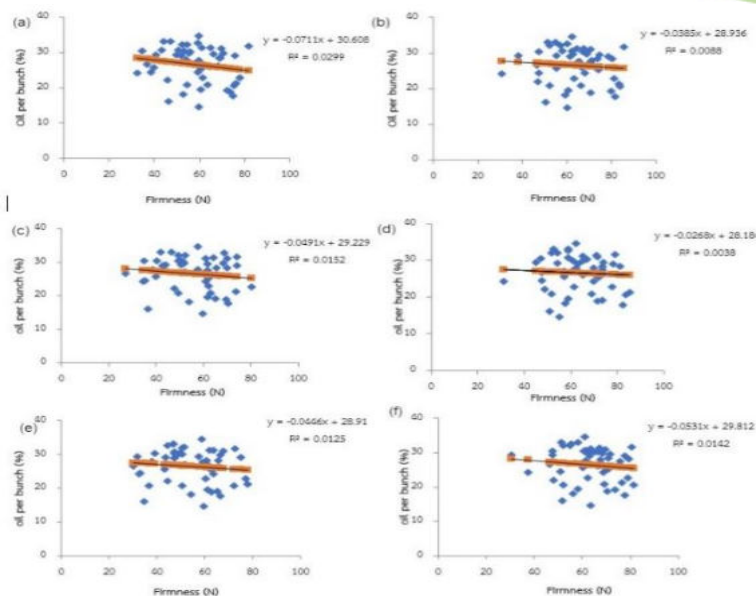 (a)
y = -0.0711x + 30.608
R² = 0.0299
Oil per bunch (%)
40
30
20
10
0
0 20 40 60 80 100
Firmness (N)
(b)
y = -0.0385x + 28.936
R² = 0.0088
Oil per bunch (%)
40
30
20
10
0
0 20 40 60 80 100
Firmness (N)
(c)
y = -0.0491x + 29.229
R² = 0.0152
oil per bunch (%)
40
30
20
10
0
0 20 40 60 80 100
Firmness (N)
(d)
y = -0.0268x + 28.18
R² = 0.0038
oil per bunch (%)
40
30
20
10
0
0 20 40 60 80 100
Firmness (N)
(e)
y = -0.0446x + 28.91
R² = 0.0125
oil per bunch (%)
40
30
20
10
0
0 20 40 60 80 100
Firmness (N)
(f)
y = -0.0531x + 29.812
R² = 0.0142
oil per bunch (%)
40
30
20
10
0
0 20 40 60 80 100
Firmness (N)